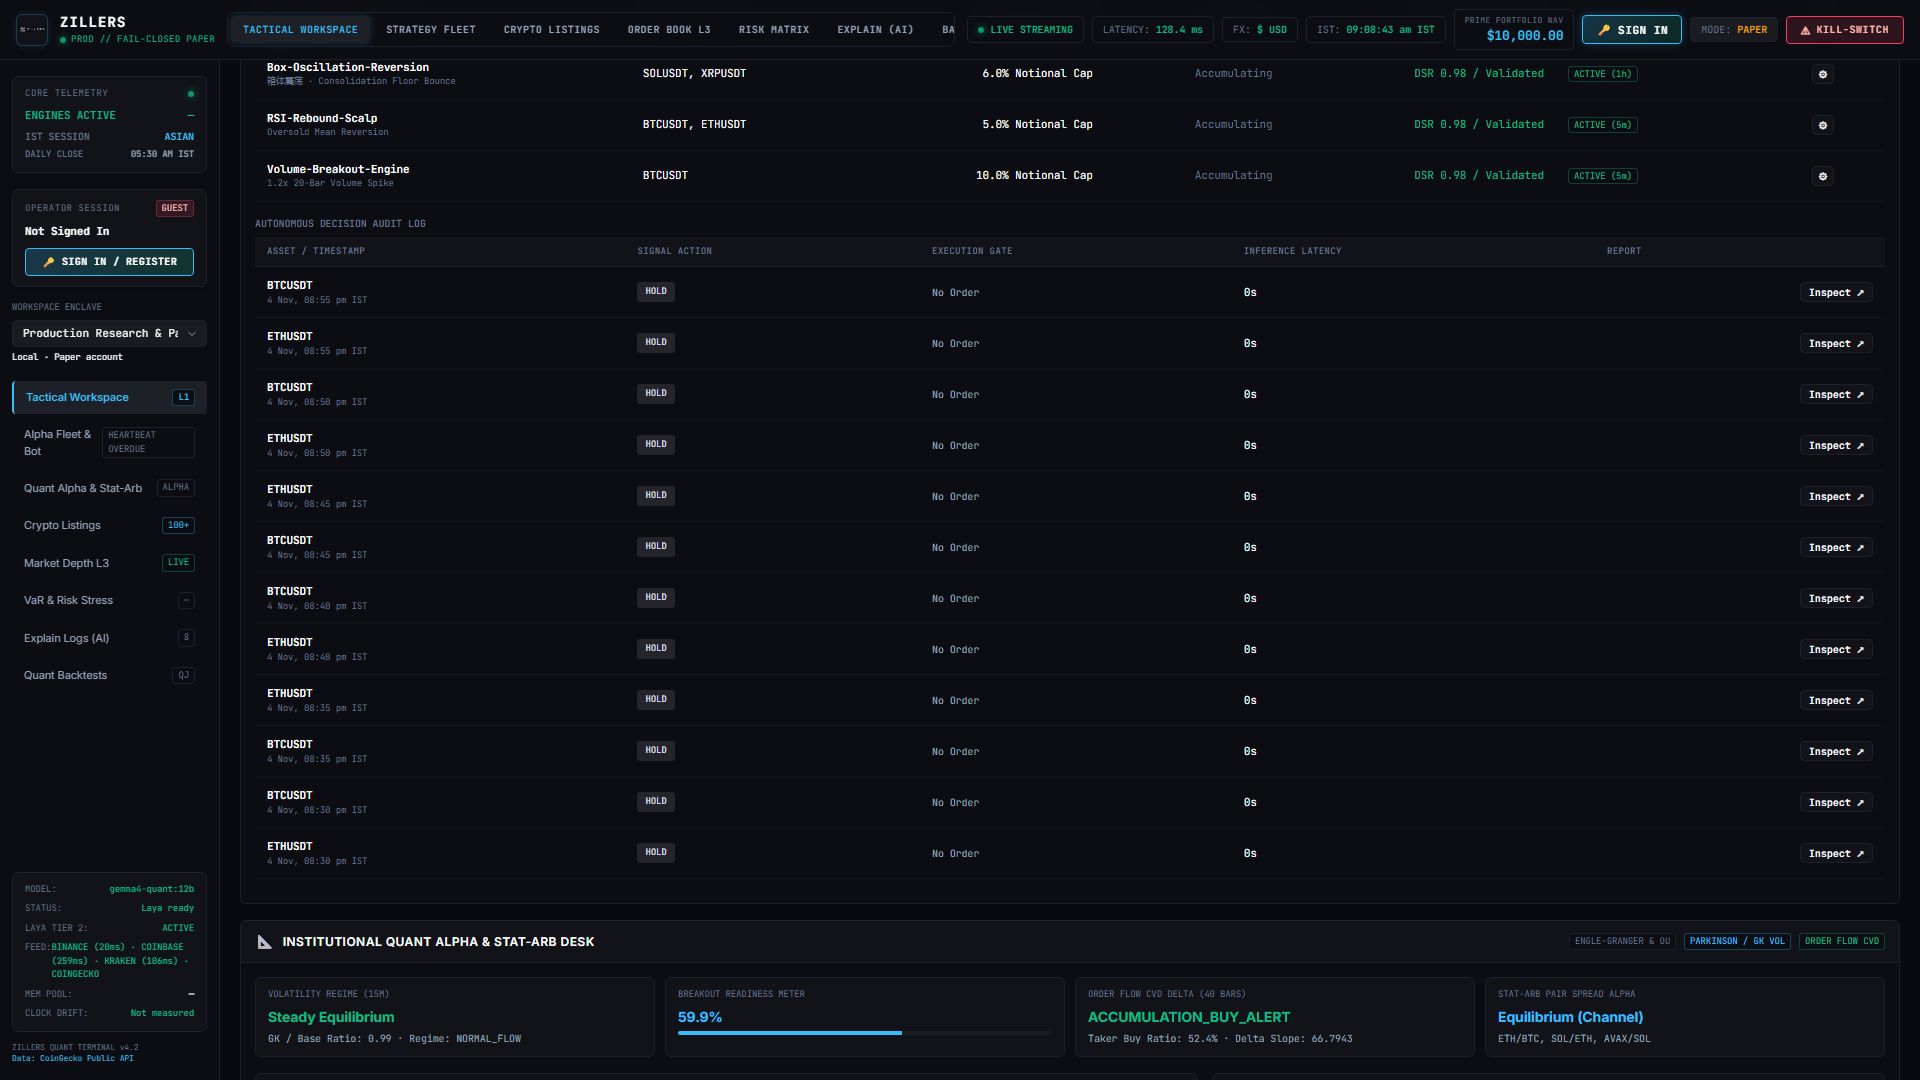 ZILLERS
PROD // FAIL-CLOSED PAPER
TACTICAL WORKSPACE
STRATEGY FLEET
CRYPTO LISTINGS
ORDER BOOK L3
RISK MATRIX
EXPLAIN (AI)
BA
LIVE STREAMING
LATENCY: 128.4 ms
FX: $ USD
IST: 09:08:43 am IST
PRIME PORTFOLIO NAV
$10,000.00
SIGN IN
MODE: PAPER
KILL-SWITCH
CORE TELEMETRY
ENGINES ACTIVE —
IST SESSION ASIAN
DAILY CLOSE 05:30 AM IST
OPERATOR SESSION GUEST
Not Signed In
SIGN IN / REGISTER
WORKSPACE ENCLAVE
Production Research & Pa
Local · Paper account
Tactical Workspace L1
Alpha Fleet & Bot HEARTBEAT OVERDUE
Quant Alpha & Stat-Arb ALPHA
Crypto Listings 100+
Market Depth L3 LIVE
VaR & Risk Stress —
Explain Logs (AI) 8
Quant Backtests QJ
MODEL: gemma4-quant:12b
STATUS: Laya ready
LAYA TIER 2: ACTIVE
FEED: BINANCE (20ms) · COINBASE
(259ms) · KRAKEN (106ms) ·
COINGECKO
MEM POOL: —
CLOCK DRIFT: Not measured
ZILLERS QUANT TERMINAL v4.2
Data: CoinGecko Public API
Box-Oscillation-Reversion SOLUSDT, XRPUSDT 6.0% Notional Cap Accumulating DSR 0.98 / Validated ACTIVE (1h)
箱体震荡 · Consolidation Floor Bounce
RSI-Rebound-Scalp BTCUSDT, ETHUSDT 5.0% Notional Cap Accumulating DSR 0.98 / Validated ACTIVE (5m)
Oversold Mean Reversion
Volume-Breakout-Engine BTCUSDT 10.0% Notional Cap Accumulating DSR 0.98 / Validated ACTIVE (5m)
1.2x 20-Bar Volume Spike
AUTONOMOUS DECISION AUDIT LOG
ASSET / TIMESTAMP SIGNAL ACTION EXECUTION GATE INFERENCE LATENCY REPORT
BTCUSDT HOLD No Order 0s Inspect ↗
4 Nov, 08:55 pm IST
ETHUSDT HOLD No Order 0s Inspect ↗
4 Nov, 08:55 pm IST
BTCUSDT HOLD No Order 0s Inspect ↗
4 Nov, 08:50 pm IST
ETHUSDT HOLD No Order 0s Inspect ↗
4 Nov, 08:50 pm IST
ETHUSDT HOLD No Order 0s Inspect ↗
4 Nov, 08:45 pm IST
BTCUSDT HOLD No Order 0s Inspect ↗
4 Nov, 08:45 pm IST
BTCUSDT HOLD No Order 0s Inspect ↗
4 Nov, 08:40 pm IST
ETHUSDT HOLD No Order 0s Inspect ↗
4 Nov, 08:40 pm IST
ETHUSDT HOLD No Order 0s Inspect ↗
4 Nov, 08:35 pm IST
BTCUSDT HOLD No Order 0s Inspect ↗
4 Nov, 08:35 pm IST
BTCUSDT HOLD No Order 0s Inspect ↗
4 Nov, 08:30 pm IST
ETHUSDT HOLD No Order 0s Inspect ↗
4 Nov, 08:30 pm IST
INSTITUTIONAL QUANT ALPHA & STAT-ARB DESK
ENGLE-GRANGER & OU
PARKINSON / GK VOL
ORDER FLOW CVD
VOLATILITY REGIME (15M)
Steady Equilibrium
GK / Base Ratio: 0.99 · Regime: NORMAL_FLOW
BREAKOUT READINESS METER
59.9%
ORDER FLOW CVD DELTA (40 BARS)
ACCUMULATION_BUY_ALERT
Taker Buy Ratio: 52.4% · Delta Slope: 66.7943
STAT-ARB PAIR SPREAD ALPHA
Equilibrium (Channel)
ETH/BTC, SOL/ETH, AVAX/SOL